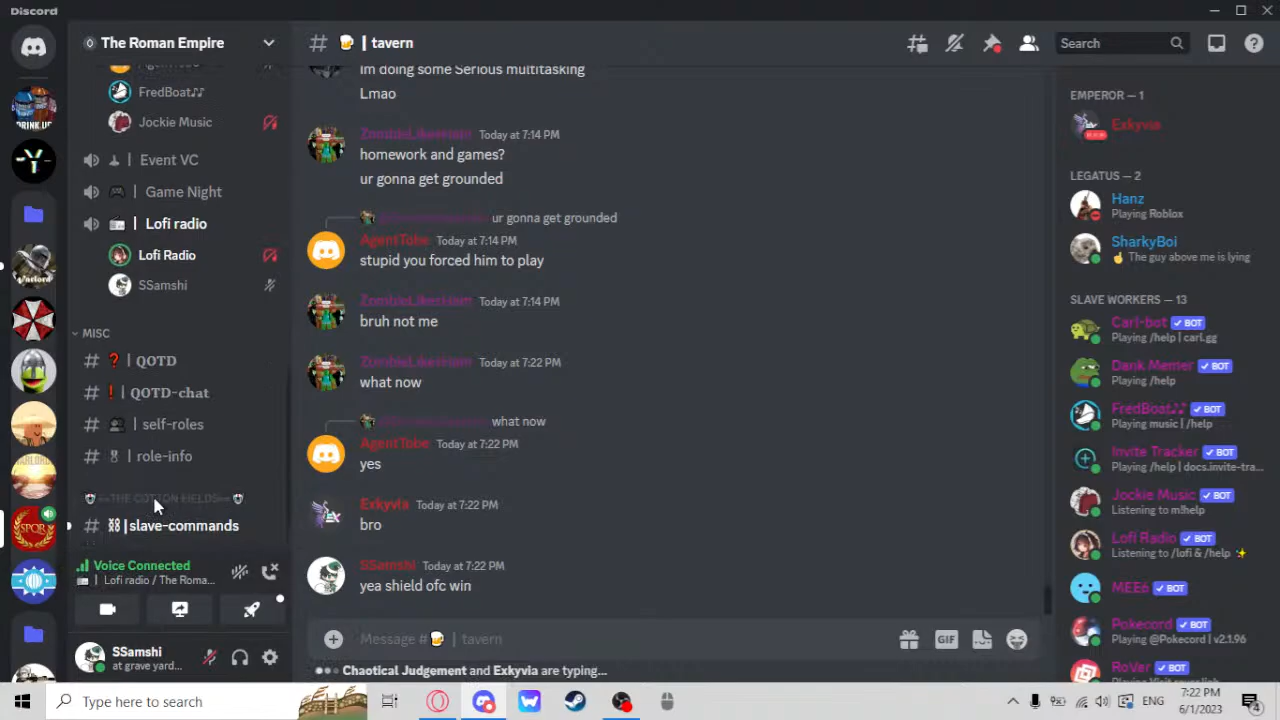 Discord
The Roman Empire
FredBoat♪♪
Jockie Music
Event VC
Game Night
Lofi radio
Lofi Radio
SSamshi
MISC
QOTD
QOTD-chat
self-roles
role-info
THE COTTON FIELDS
slave-commands
Voice Connected
Lofi radio / The Roma...
SSamshi
at grave yard...
# 🍺 | tavern
Search
Im doing some Serious multitasking
Lmao
ZombieLikesHam Today at 7:14 PM
homework and games?
ur gonna get grounded
ur gonna get grounded
AgentTobe Today at 7:14 PM
stupid you forced him to play
ZombieLikesHam Today at 7:14 PM
bruh not me
ZombieLikesHam Today at 7:22 PM
what now
what now
AgentTobe Today at 7:22 PM
yes
Exkyvia Today at 7:22 PM
bro
SSamshi Today at 7:22 PM
yea shield ofc win
Message #🍺 | tavern
GIF
Chaotical Judgement and Exkyvia are typing...
EMPEROR — 1
Exkyvia
LEGATUS — 2
Hanz
Playing Roblox
SharkyBoi
☝ The guy above me is lying
SLAVE WORKERS — 13
Carl-bot ✓ BOT
Playing /help | carl.gg
Dank Memer ✓ BOT
Playing /help
FredBoat♪♪ ✓ BOT
Playing music | /help
Invite Tracker ✓ BOT
Playing /help | docs.invite-tra...
Jockie Music ✓ BOT
Listening to m!help
Lofi Radio ✓ BOT
Listening to /lofi & /help ✨
MEE6 ✓ BOT
Pokecord ✓ BOT
Playing @Pokecord | v2.1.96
RoVer ✓ BOT
Type here to search
ENG
7:22 PM
6/1/2023
4